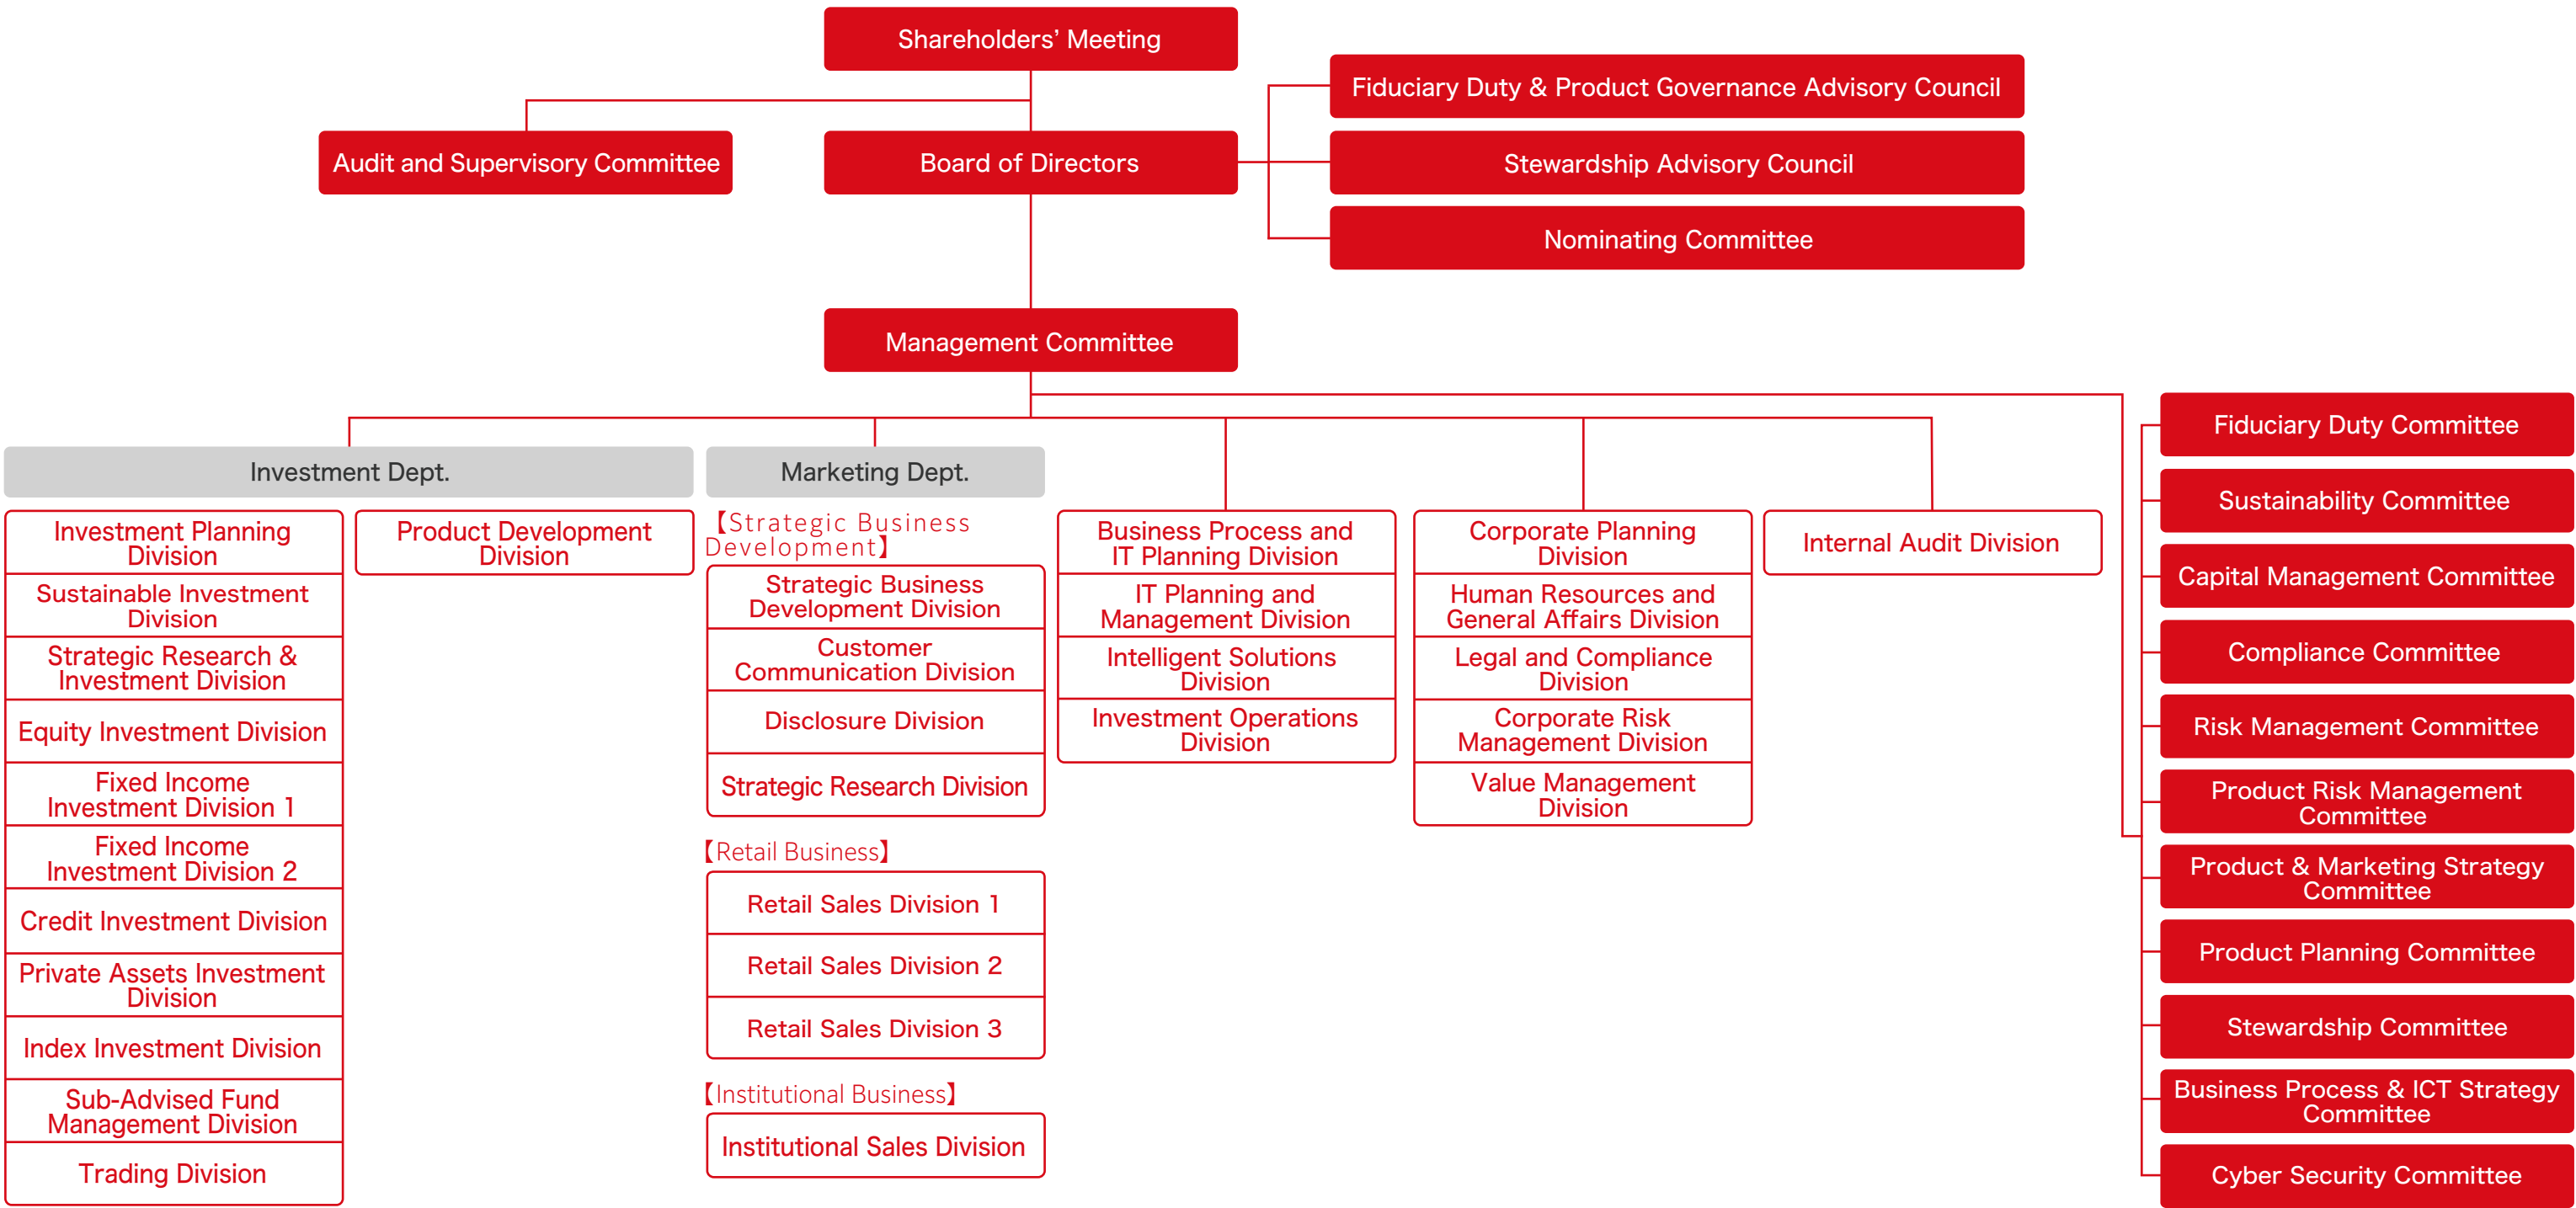 Shareholders’ Meeting
Fiduciary Duty & Product Governance Advisory Council
Audit and Supervisory Committee
Board of Directors
Stewardship Advisory Council
Nominating Committee
Management Committee
Investment Dept.
Investment Planning
Division
Sustainable Investment
Division
Strategic Research &
Investment Division
Equity Investment Division
Fixed Income
Investment Division 1
Fixed Income
Investment Division 2
Credit Investment Division
Private Assets Investment
Division
Index Investment Division
Sub-Advised Fund
Management Division
Trading Division
Product Development
Division
Marketing Dept.
【Strategic Business
Development】
Strategic Business
Development Division
Customer
Communication Division
Disclosure Division
Strategic Research Division
【Retail Business】
Retail Sales Division 1
Retail Sales Division 2
Retail Sales Division 3
【Institutional Business】
Institutional Sales Division
Business Process and
IT Planning Division
IT Planning and
Management Division
Intelligent Solutions
Division
Investment Operations
Division
Corporate Planning
Division
Human Resources and
General Affairs Division
Legal and Compliance
Division
Corporate Risk
Management Division
Value Management
Division
Internal Audit Division
Fiduciary Duty Committee
Sustainability Committee
Capital Management Committee
Compliance Committee
Risk Management Committee
Product Risk Management
Committee
Product & Marketing Strategy
Committee
Product Planning Committee
Stewardship Committee
Business Process & ICT Strategy
Committee
Cyber Security Committee